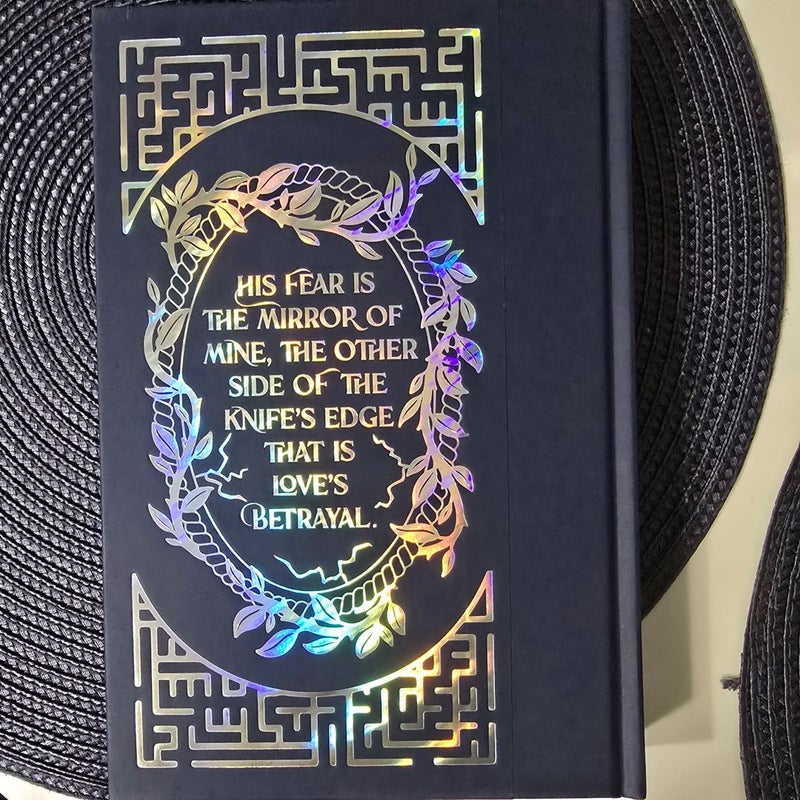 HIS FEAR IS
THE MIRROR OF
MINE, THE OTHER
SIDE OF THE
KNIFE'S EDGE
THAT IS
LOVE'S
BETRAYAL.